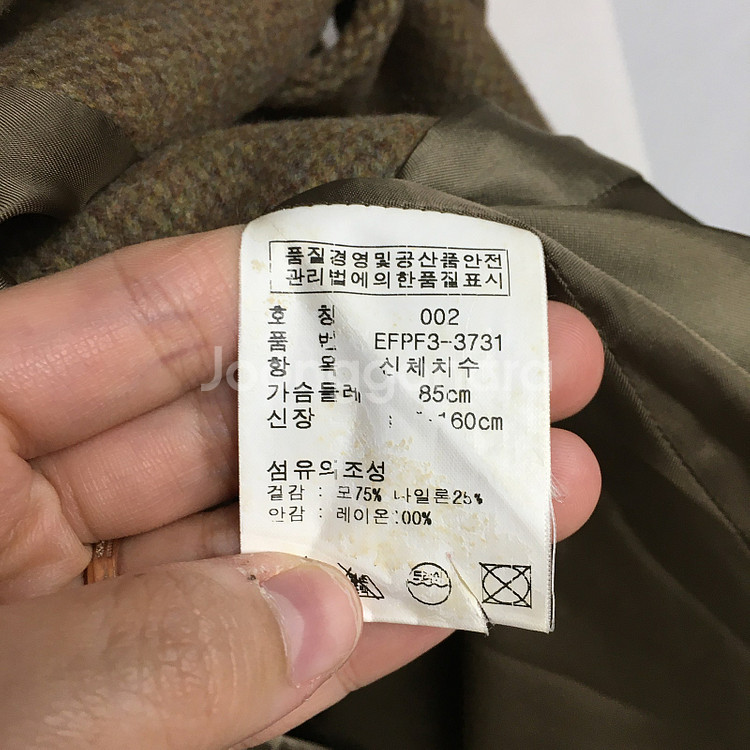 품질경영및공산품안전
관리법에의한품질표시
호 칭 002
품 번 EFPF3-3731
항 목 신체치수
가슴둘레 85cm
신장 160cm
섬유의조성
겉감 : 모75% 나일론25%
안감 : 레이온100%
드라이